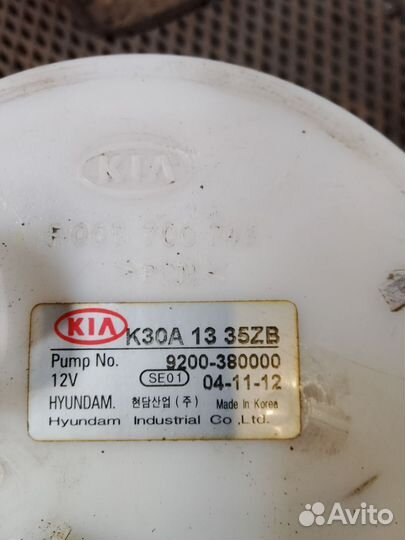 KIA
KIA K30A 13 35ZB
Pump No. 9200-380000
12V SE01 04-11-12
HYUNDAM. 현담산업(주) Made in Korea
Hyundam Industrial Co.,Ltd.
Avito